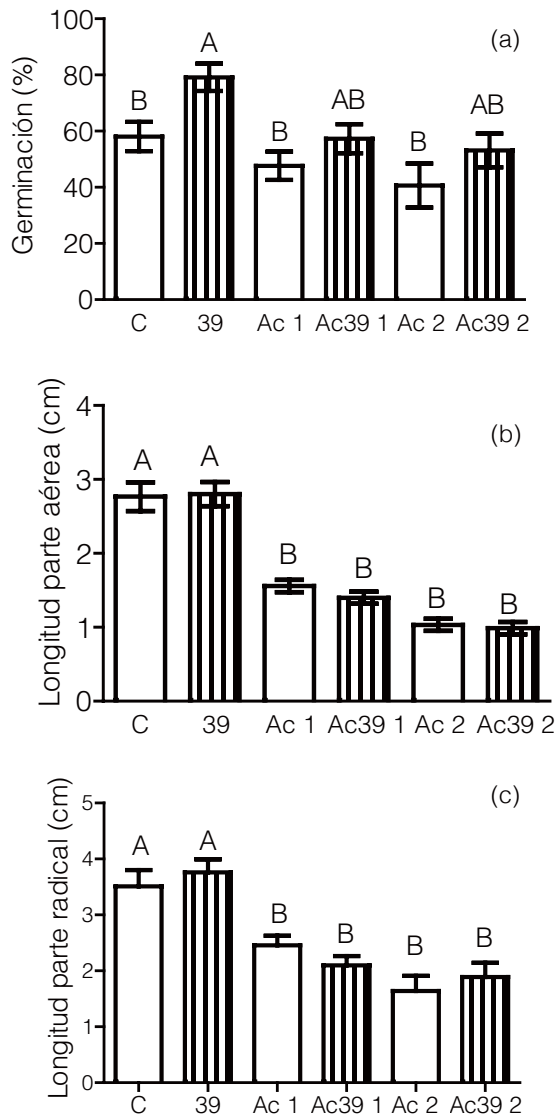 (a)
Germinación (%)
100
80
60
40
20
0
B
A
B
AB
B
AB
C 39 Ac 1 Ac39 1 Ac 2 Ac39 2
(b)
Longitud parte aérea (cm)
4
3
2
1
0
A
A
B
B
B
B
C 39 Ac 1 Ac39 1 Ac 2 Ac39 2
(c)
Longitud parte radical (cm)
5
4
3
2
1
0
A
A
B
B
B
B
C 39 Ac 1 Ac39 1 Ac 2 Ac39 2